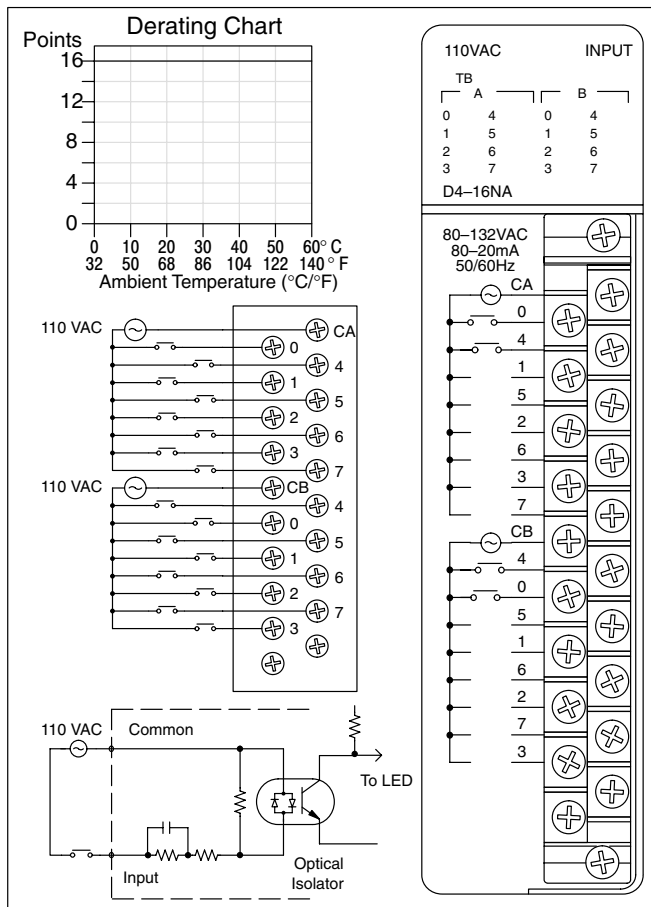 Derating Chart
Points
16
12
8
4
0
0 10 20 30 40 50 60°C
32 50 68 86 104 122 140°F
Ambient Temperature (°C/°F)
110 VAC
CA
0
4
1
5
2
6
3
7
110 VAC
CB
4
0
5
1
6
2
7
3
110 VAC
Common
To LED
Input
Optical
Isolator
110VAC INPUT
TB
A B
0 4 0 4
1 5 1 5
2 6 2 6
3 7 3 7
D4–16NA
80–132VAC
80–20mA
50/60Hz
CA
0
4
1
5
2
6
3
7
CB
4
0
5
1
6
2
7
3